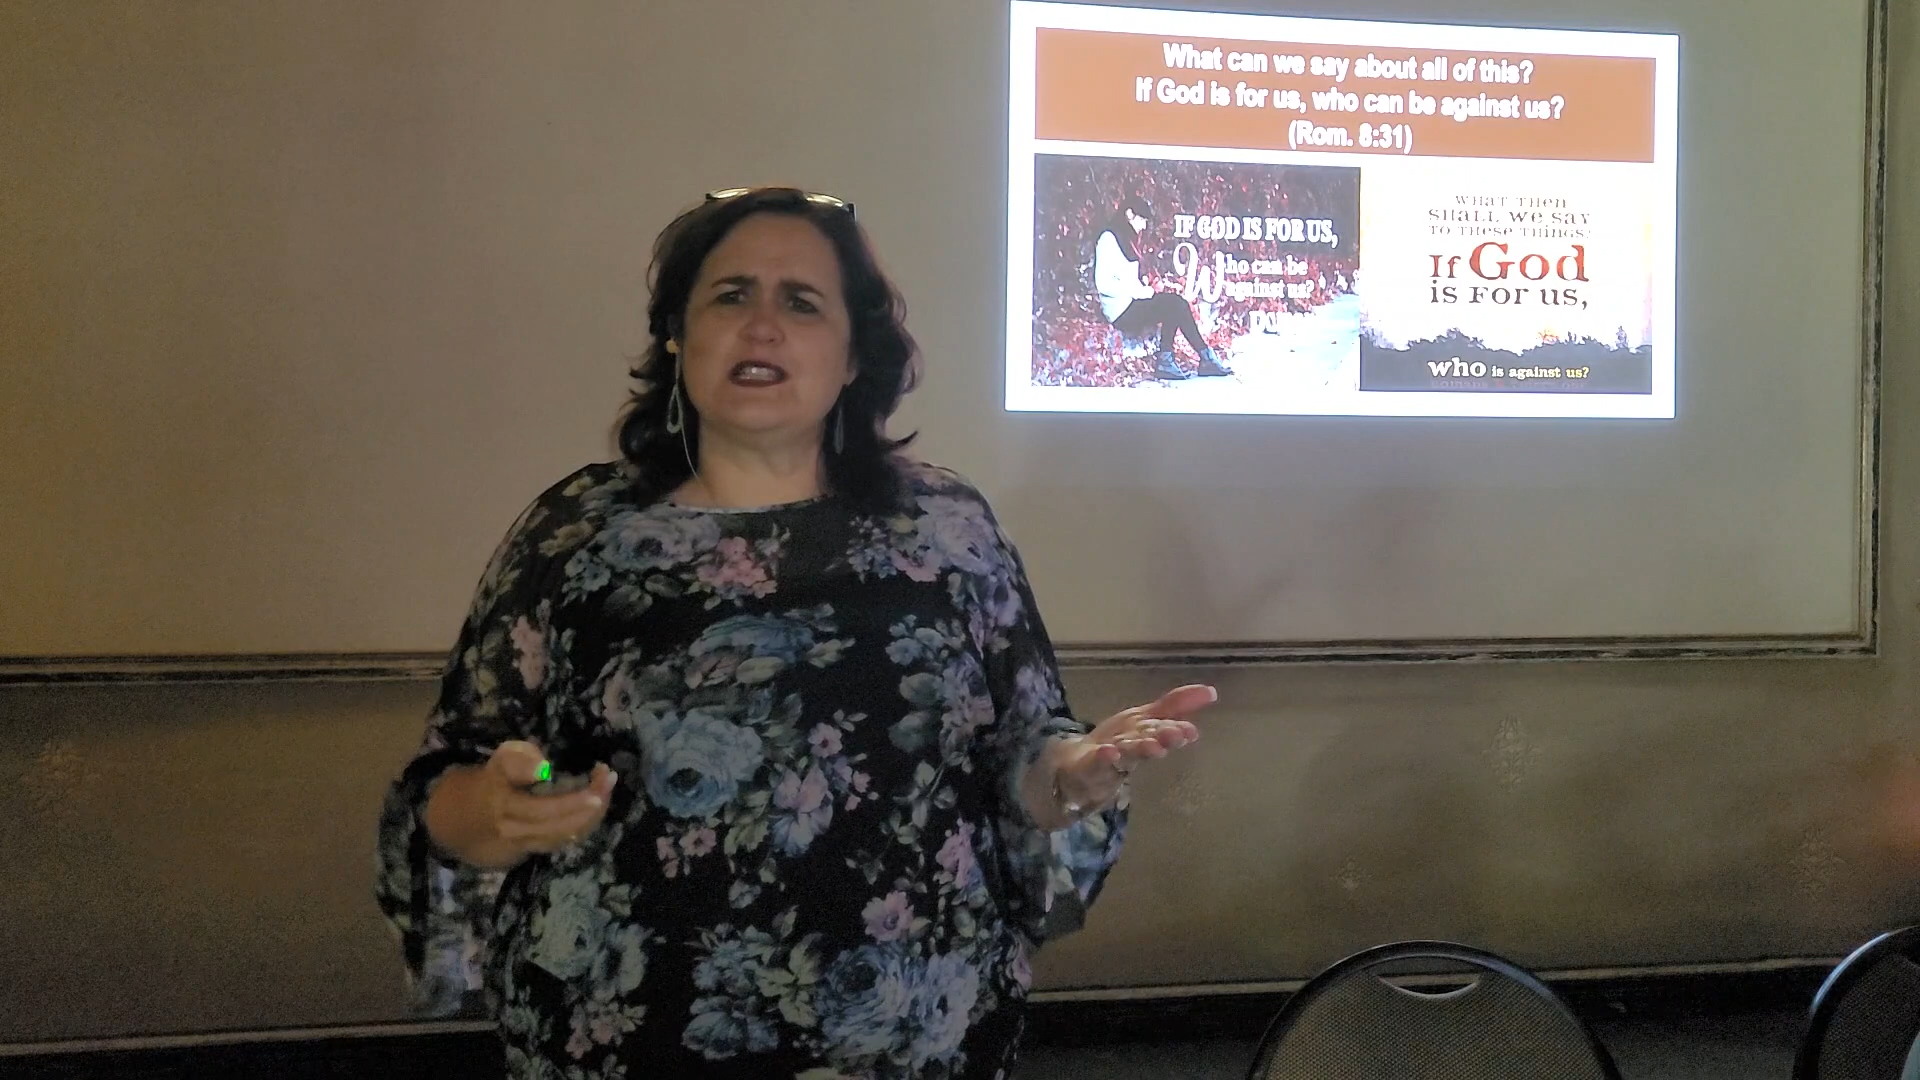 What can we say about all of this?
If God is for us, who can be against us?
(Rom. 8:31)
IF GOD IS FOR US,
Who can be
against us?
WHAT THEN
SHALL WE SAY
TO THESE THINGS?
If God
is For us,
who is against us?